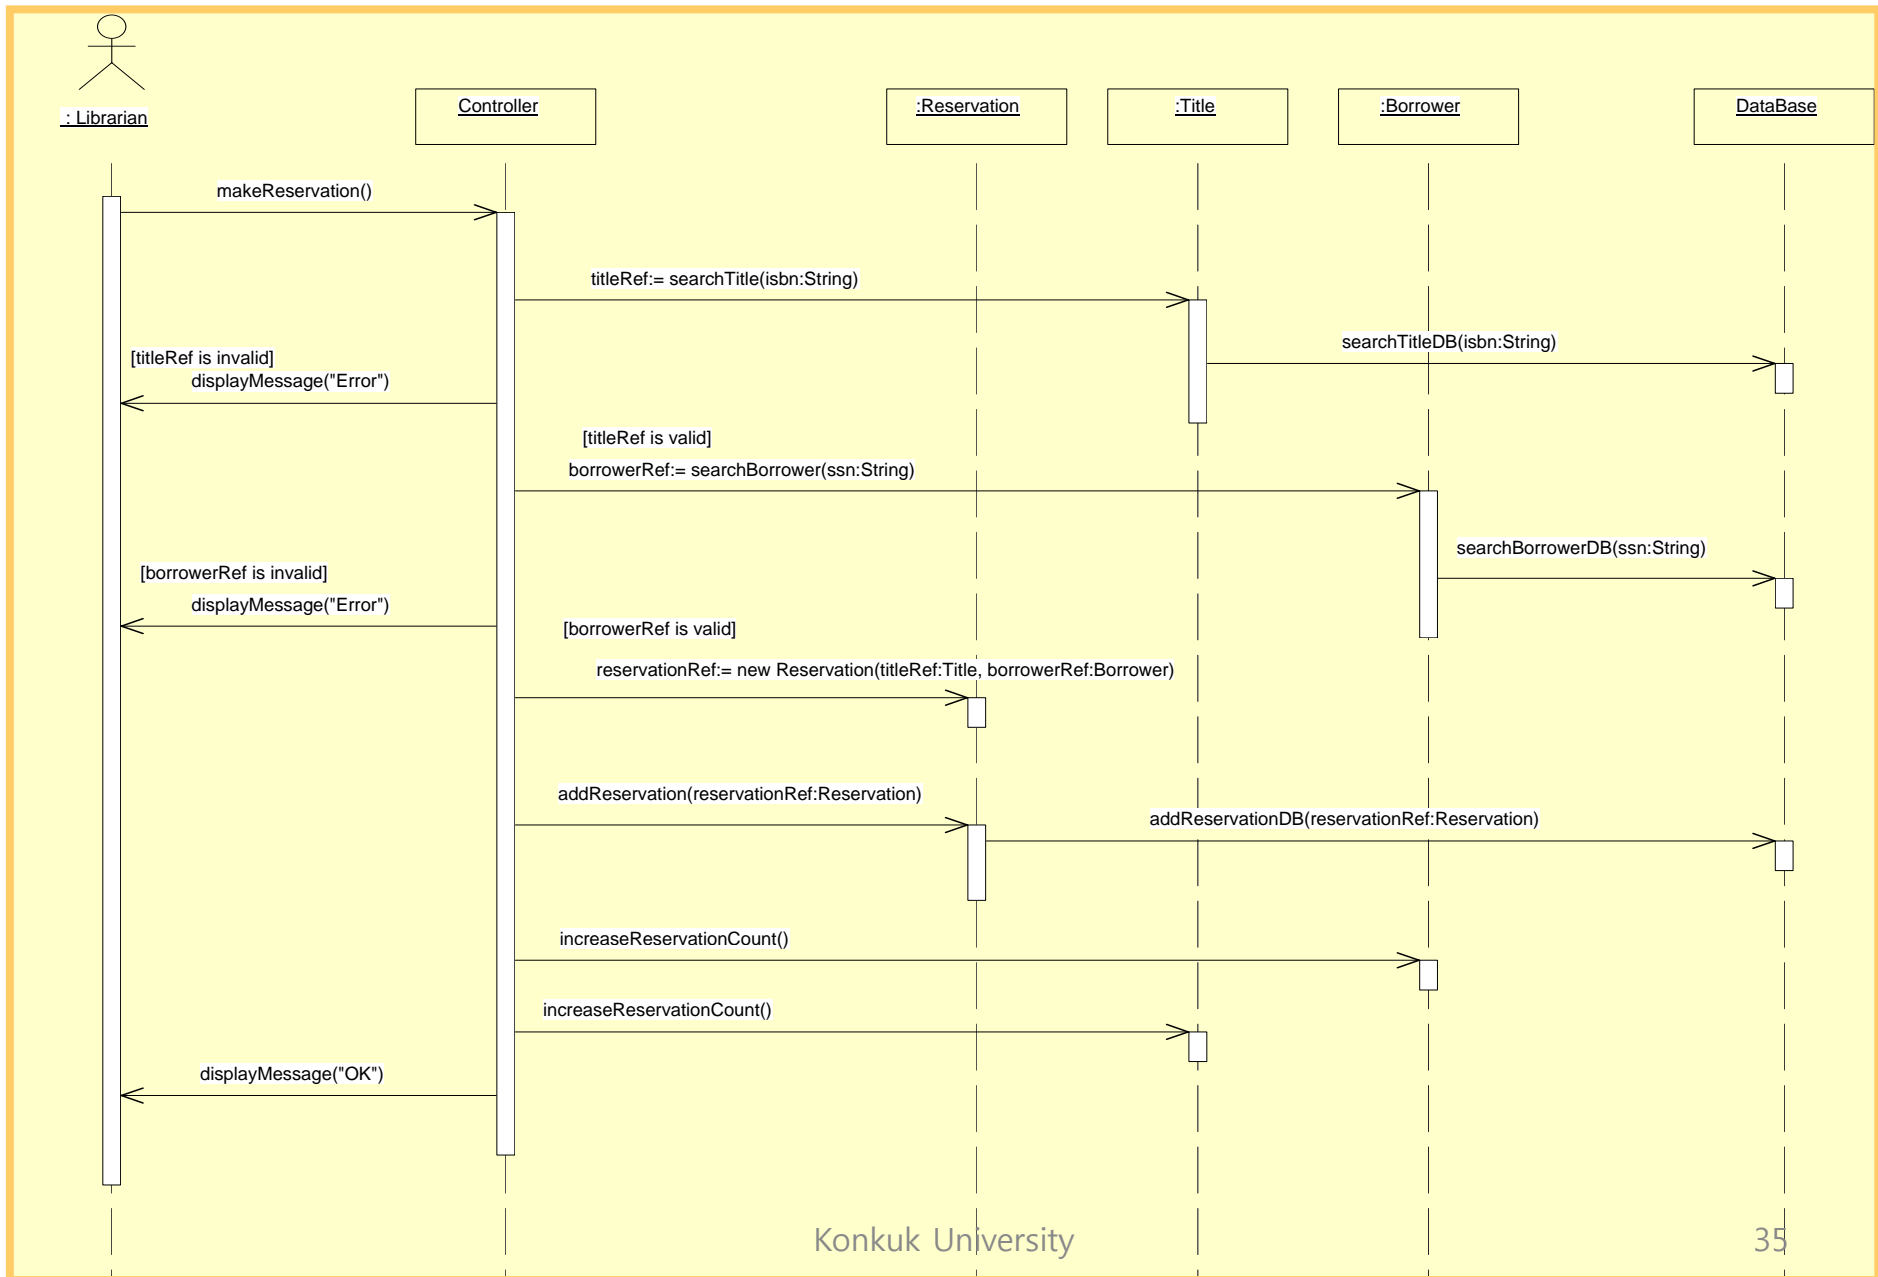 : Librarian
Controller
:Reservation
:Title
:Borrower
DataBase
makeReservation()
titleRef:= searchTitle(isbn:String)
searchTitleDB(isbn:String)
[titleRef is invalid]
displayMessage("Error")
[titleRef is valid]
borrowerRef:= searchBorrower(ssn:String)
searchBorrowerDB(ssn:String)
[borrowerRef is invalid]
displayMessage("Error")
[borrowerRef is valid]
reservationRef:= new Reservation(titleRef:Title, borrowerRef:Borrower)
addReservation(reservationRef:Reservation)
addReservationDB(reservationRef:Reservation)
increaseReservationCount()
increaseReservationCount()
displayMessage("OK")
Konkuk University
35